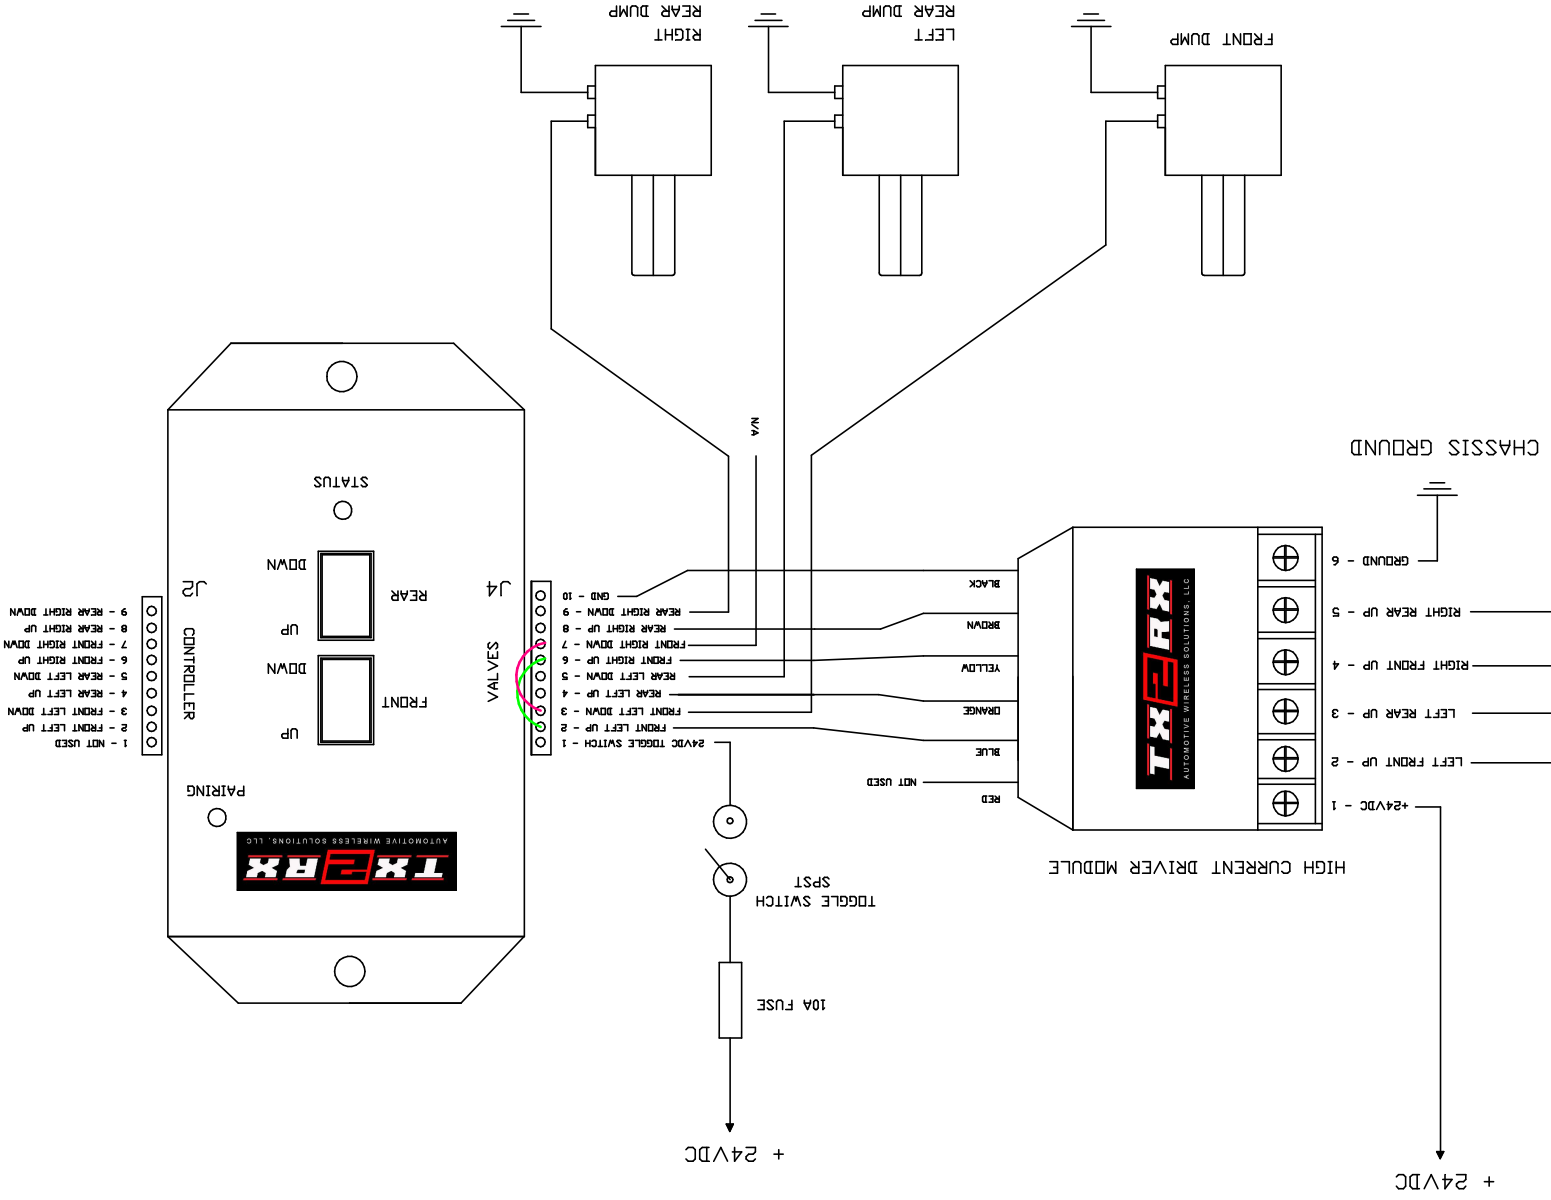 + 24VDC
+ 24VDC
10A FUSE
TOGGLE SWITCH
SPST
HIGH CURRENT DRIVER MODULE
TX2RX
AUTOMOTIVE WIRELESS SOLUTIONS, LLC
PAIRING
FRONT
UP
DOWN
REAR
UP
DOWN
STATUS
J4
VALVES
J2
CONTROLLER
1 - NOT USED
2 - FRONT LEFT UP
3 - FRONT LEFT DOWN
4 - REAR LEFT UP
5 - REAR LEFT DOWN
6 - FRONT RIGHT UP
7 - FRONT RIGHT DOWN
8 - REAR RIGHT UP
9 - REAR RIGHT DOWN
24VDC TOGGLE SWITCH - 1
FRONT LEFT UP - 2
FRONT LEFT DOWN - 3
REAR LEFT UP - 4
REAR LEFT DOWN - 5
FRONT RIGHT UP - 6
FRONT RIGHT DOWN - 7
REAR RIGHT UP - 8
REAR RIGHT DOWN - 9
GND - 10
N/A
RED
NOT USED
BLUE
ORANGE
YELLOW
BROWN
BLACK
TX2RX
AUTOMOTIVE WIRELESS SOLUTIONS, LLC
+24VDC - 1
LEFT FRONT UP - 2
LEFT REAR UP - 3
RIGHT FRONT UP - 4
RIGHT REAR UP - 5
GROUND - 6
CHASSIS GROUND
FRONT DUMP
LEFT
REAR DUMP
RIGHT
REAR DUMP